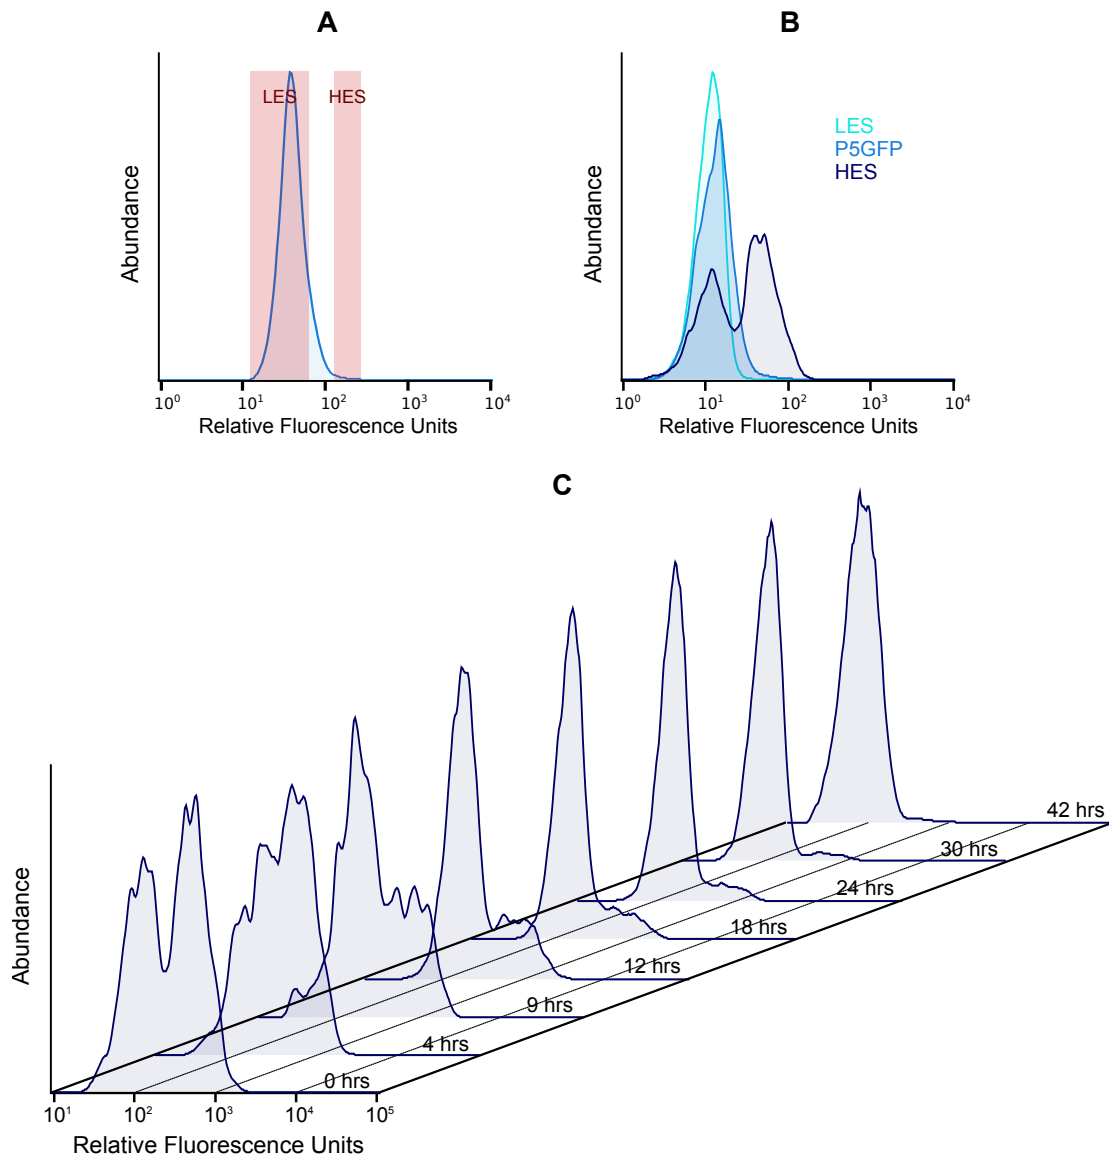 A
LES HES
Abundance
10⁰ 10¹ 10² 10³ 10⁴
Relative Fluorescence Units
B
LES
P5GFP
HES
Abundance
10⁰ 10¹ 10² 10³ 10⁴
Relative Fluorescence Units
C
42 hrs
30 hrs
24 hrs
18 hrs
12 hrs
9 hrs
4 hrs
0 hrs
Abundance
10¹ 10² 10³ 10⁴ 10⁵
Relative Fluorescence Units